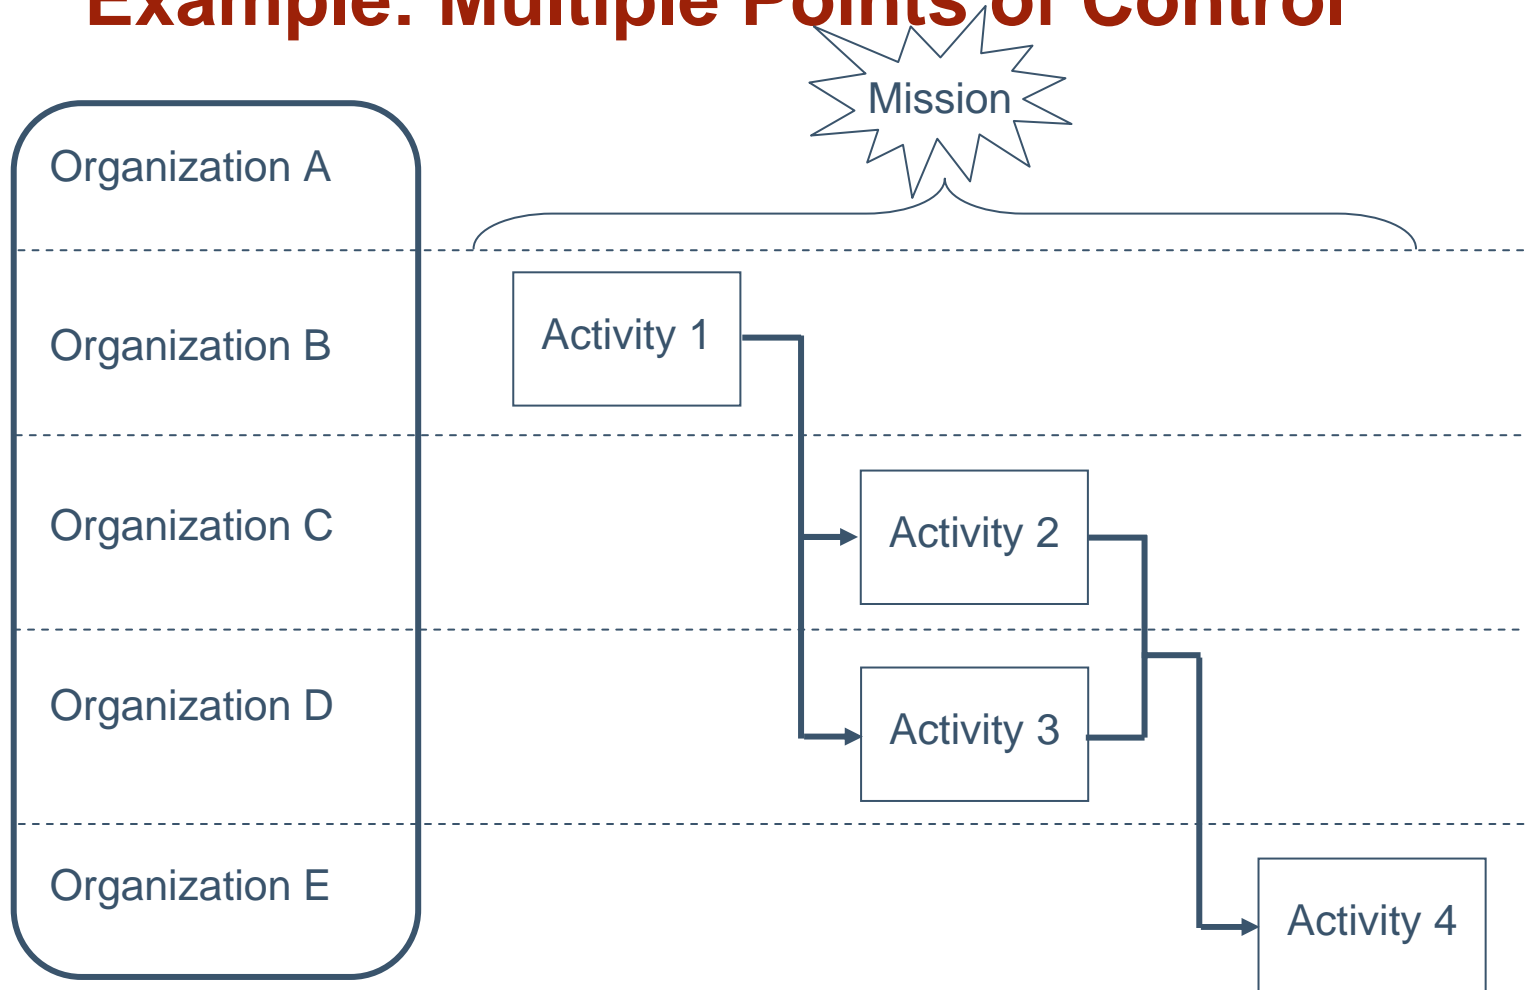 Example: Multiple Points of Control
Mission
Organization A
Organization B
Activity 1
Organization C
Activity 2
Organization D
Activity 3
Organization E
Activity 4